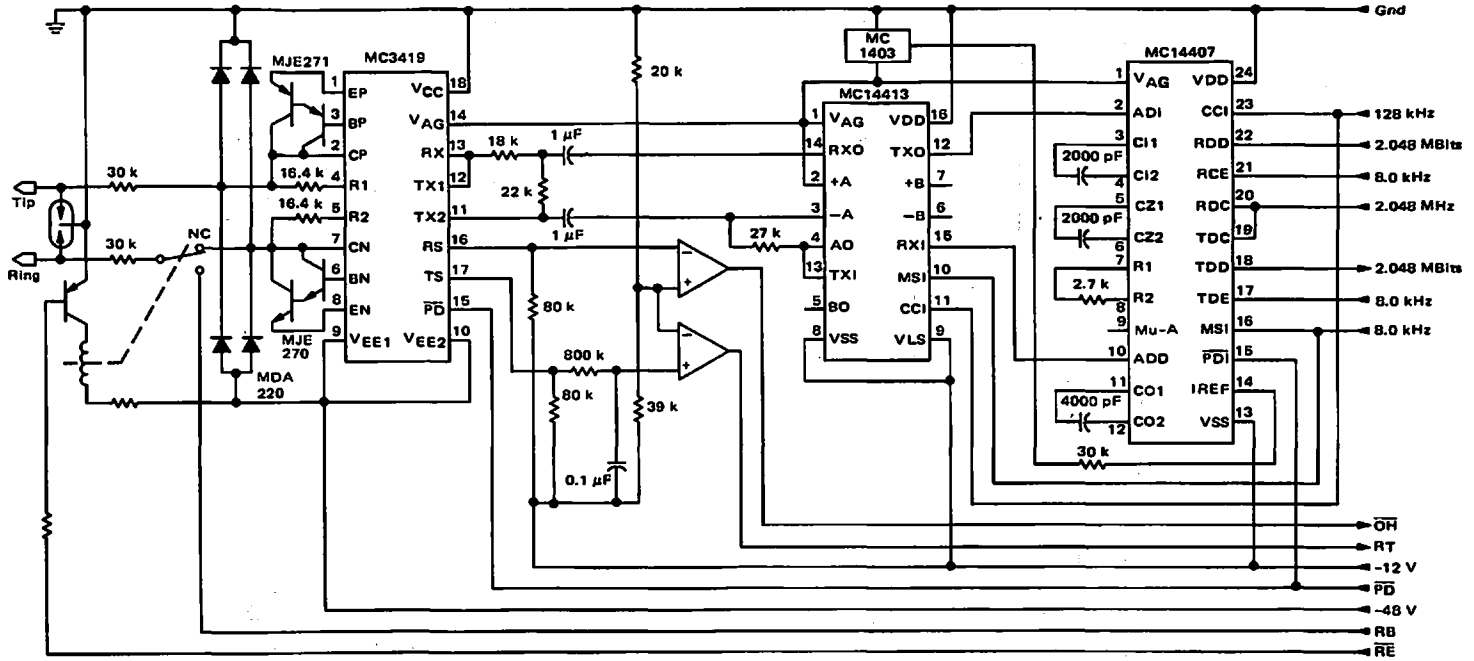 Gnd
MC
1403
MC3419
MC14407
MJE271
20 k
1 EP
VCC 18
1 VAG
VDD 24
MC14413
3 BP
VAG 14
1 VAG
VDD 16
2 ADI
CCI 23
128 kHz
2 CP
RX 13
18 k
1 µF
14 RXO
TXO 12
3 CI1
RDD 22
2.048 MBits
2000 pF
4 CI2
RCE 21
8.0 kHz
30 k
16.4 k
4 R1
TX1 12
22 k
2 +A
+B 7
Tip
16.4 k
5 R2
TX2 11
1 µF
3 −A
−B 6
5 CZ1
RDC 20
2.048 MHz
2000 pF
6 CZ2
TDC 19
30 k
NC
7 CN
RS 16
27 k
4 AO
RXI 15
7 R1
TDD 18
2.048 MBits
Ring
6 BN
TS 17
13 TXI
MSI 10
2.7 k
8 R2
TDE 17
8.0 kHz
8 EN
PD 15
80 k
5 BO
CCI 11
9 Mu-A
MSI 16
8.0 kHz
MJE
270
9 VEE1
VEE2 10
8 VSS
VLS 9
10 ADD
PDI 15
800 k
MDA
220
80 k
39 k
11 CO1
IREF 14
4000 pF
12 CO2
VSS 13
0.1 µF
30 k
OH
RT
−12 V
PD
−48 V
RB
RE